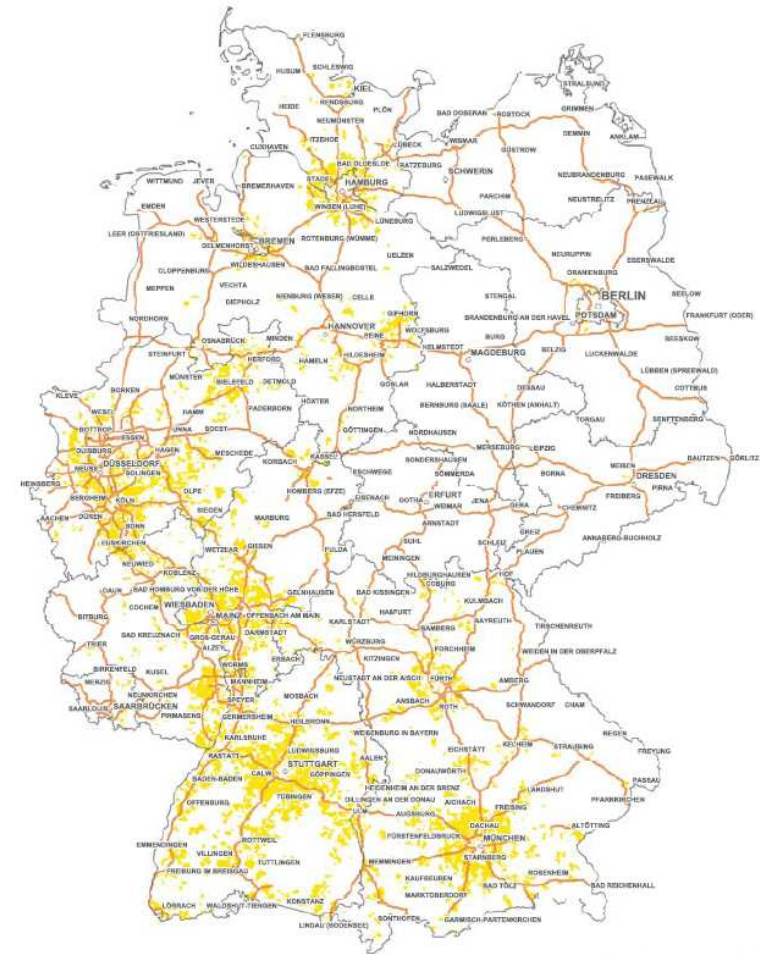 FLENSBURG
SCHLESWIG
HUSUM
KIEL
STRALSUND
RENDSBURG
HEIDE
PLÖN
GRIMMEN
BAD DOBERAN
ROSTOCK
NEUMÜNSTER
DEMMIN
ANKLAM
ITZEHOE
LÜBECK
WISMAR
GÜSTROW
CUXHAVEN
BAD OLDESLOE
RATZEBURG
SCHWERIN
NEUBRANDENBURG
PASEWALK
WITTMUND
JEVER
BREMERHAVEN
STADE
HAMBURG
PARCHIM
NEUSTRELITZ
PRENZLAU
EMDEN
WINSEN (LUHE)
LUDWIGSLUST
WESTERSTEDE
LÜNEBURG
LEER (OSTFRIESLAND)
DELMENHORST
BREMEN
ROTENBURG (WÜMME)
PERLEBERG
NEURUPPIN
EBERSWALDE
UELZEN
CLOPPENBURG
WILDESHAUSEN
BAD FALLINGBOSTEL
SALZWEDEL
ORANIENBURG
MEPPEN
VECHTA
DIEPHOLZ
NIENBURG (WESER)
CELLE
STENDAL
BERLIN
SEELOW
NORDHORN
GIFHORN
BRANDENBURG AN DER HAVEL
POTSDAM
FRANKFURT (ODER)
HANNOVER
WOLFSBURG
OSNABRÜCK
MINDEN
PEINE
HELMSTEDT
BURG
BEESKOW
STEINFURT
HERFORD
HAMELN
HILDESHEIM
MAGDEBURG
BELZIG
LUCKENWALDE
LÜBBEN (SPREEWALD)
MÜNSTER
BIELEFELD
DETMOLD
GOSLAR
HALBERSTADT
DESSAU
COTTBUS
KLEVE
BORKEN
HÖXTER
BERNBURG (SAALE)
KÖTHEN (ANHALT)
WESEL
HAMM
PADERBORN
NORTHEIM
TORGAU
SENFTENBERG
BOTTROP
UNNA
SOEST
GÖTTINGEN
NORDHAUSEN
ESSEN
DUISBURG
HAGEN
MESCHEDE
KASSEL
MERSEBURG
LEIPZIG
BAUTZEN
GÖRLITZ
NEUSS
DÜSSELDORF
SOLINGEN
KORBACH
ESCHWEGE
SONDERSHAUSEN
SÖMMERDA
BORNA
MEISEN
DRESDEN
HEINSBERG
BERGHEIM
KÖLN
OLPE
HOMBERG (EFZE)
EISENACH
GOTHA
ERFURT
WEIMAR
JENA
GERA
CHEMNITZ
FREIBERG
PIRNA
AACHEN
DÜREN
BONN
SIEGEN
MARBURG
BAD HERSFELD
ARNSTADT
GREIZ
ANNABERG-BUCHHOLZ
EUSKIRCHEN
WETZLAR
GIESEN
FULDA
SUHL
SCHLEIZ
PLAUEN
NEUWIED
MEININGEN
KOBLENZ
HILDBURGHAUSEN
HOF
DAUN
BAD HOMBURG VOR DER HÖHE
GELNHAUSEN
BAD KISSINGEN
COBURG
KULMBACH
BITBURG
COCHEM
WIESBADEN
MAINZ
OFFENBACH AM MAIN
HAßFURT
KARLSTADT
BAMBERG
BAYREUTH
TIRSCHENREUTH
TRIER
BAD KREUZNACH
GROS-GERAU
DARMSTADT
ALZEY
WÜRZBURG
FORCHHEIM
WEIDEN IN DER OBERPFALZ
BIRKENFELD
KUSEL
WORMS
ERBACH
KITZINGEN
MERZIG
MANNHEIM
NEUSTADT AN DER AISCH
FÜRTH
AMBERG
NEUNKIRCHEN
SPEYER
MOSBACH
ANSBACH
SAARLOUIS
SAARBRÜCKEN
PIRMASENS
GERMERSHEIM
HEILBRONN
ROTH
SCHWANDORF
CHAM
KARLSRUHE
WEISENBURG IN BAYERN
REGEN
RASTATT
LUDWIGSBURG
STUTTGART
AALEN
EICHSTÄTT
KELHEIM
STRAUBING
FREYUNG
BADEN-BADEN
CALW
GÖPPINGEN
DONAUWÖRTH
HEIDENHEIM AN DER BRENZ
LANDSHUT
PASSAU
OFFENBURG
TÜBINGEN
DILLINGEN AN DER DONAU
AICHACH
FREISING
PFARRKIRCHEN
ULM
AUGSBURG
DACHAU
ALTÖTTING
EMMENDINGEN
ROTTWEIL
FÜRSTENFELDBRUCK
MÜNCHEN
VILLINGEN
TUTTLINGEN
MEMMINGEN
STARNBERG
FREIBURG IM BREISGAU
KAUFBEUREN
ROSENHEIM
BAD TÖLZ
BAD REICHENHALL
LÖRRACH
WALDSHUT-TIENGEN
KONSTANZ
MARKTOBERDORF
LINDAU (BODENSEE)
SONTHOFEN
GARMISCH-PARTENKIRCHEN